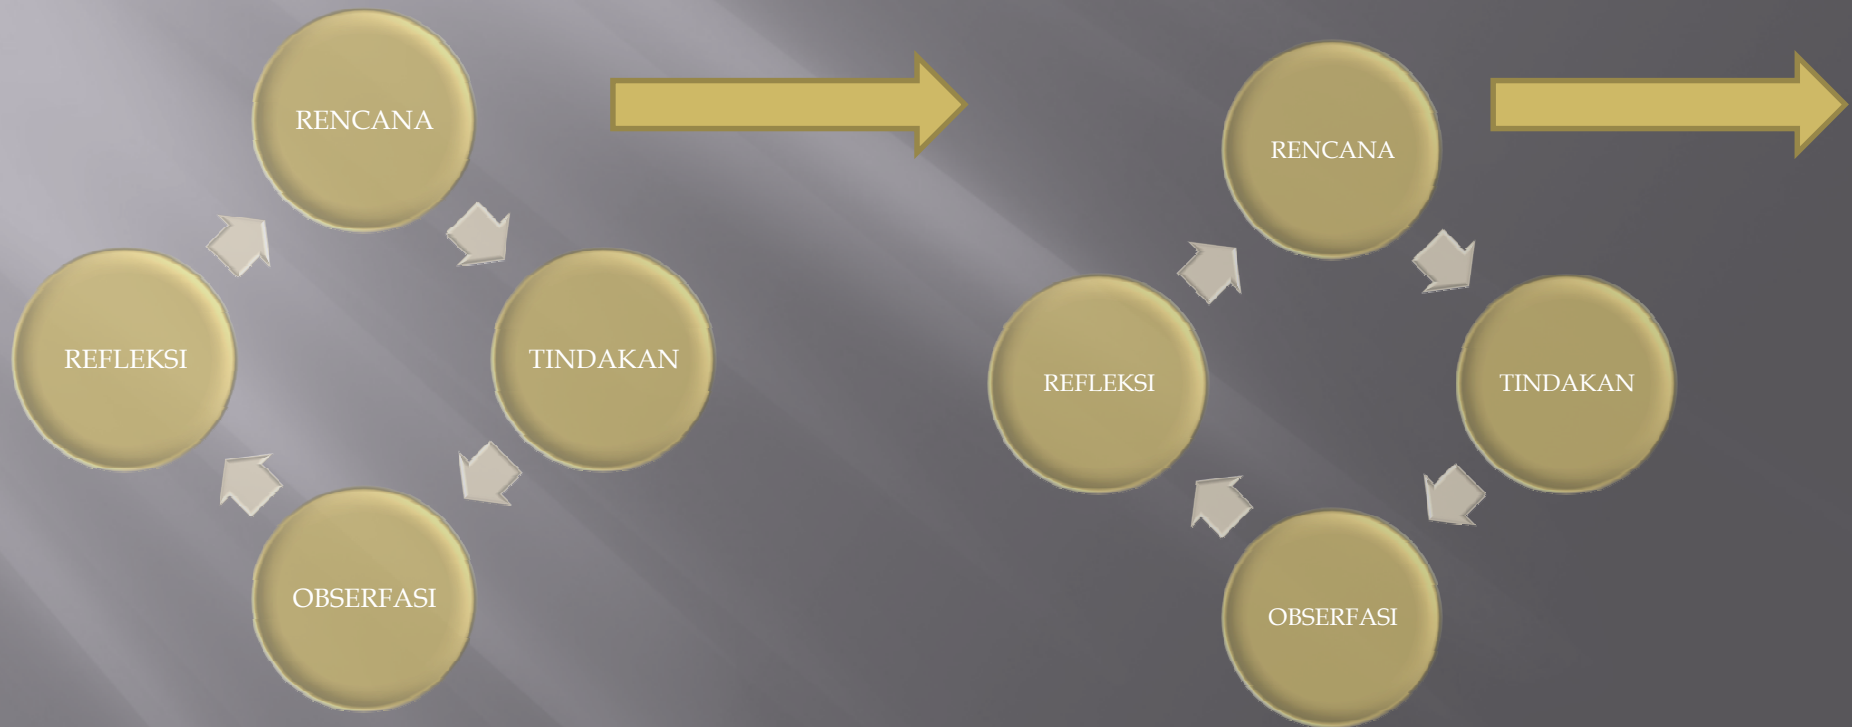 RENCANA
TINDAKAN
OBSERFASI
REFLEKSI
RENCANA
TINDAKAN
OBSERFASI
REFLEKSI